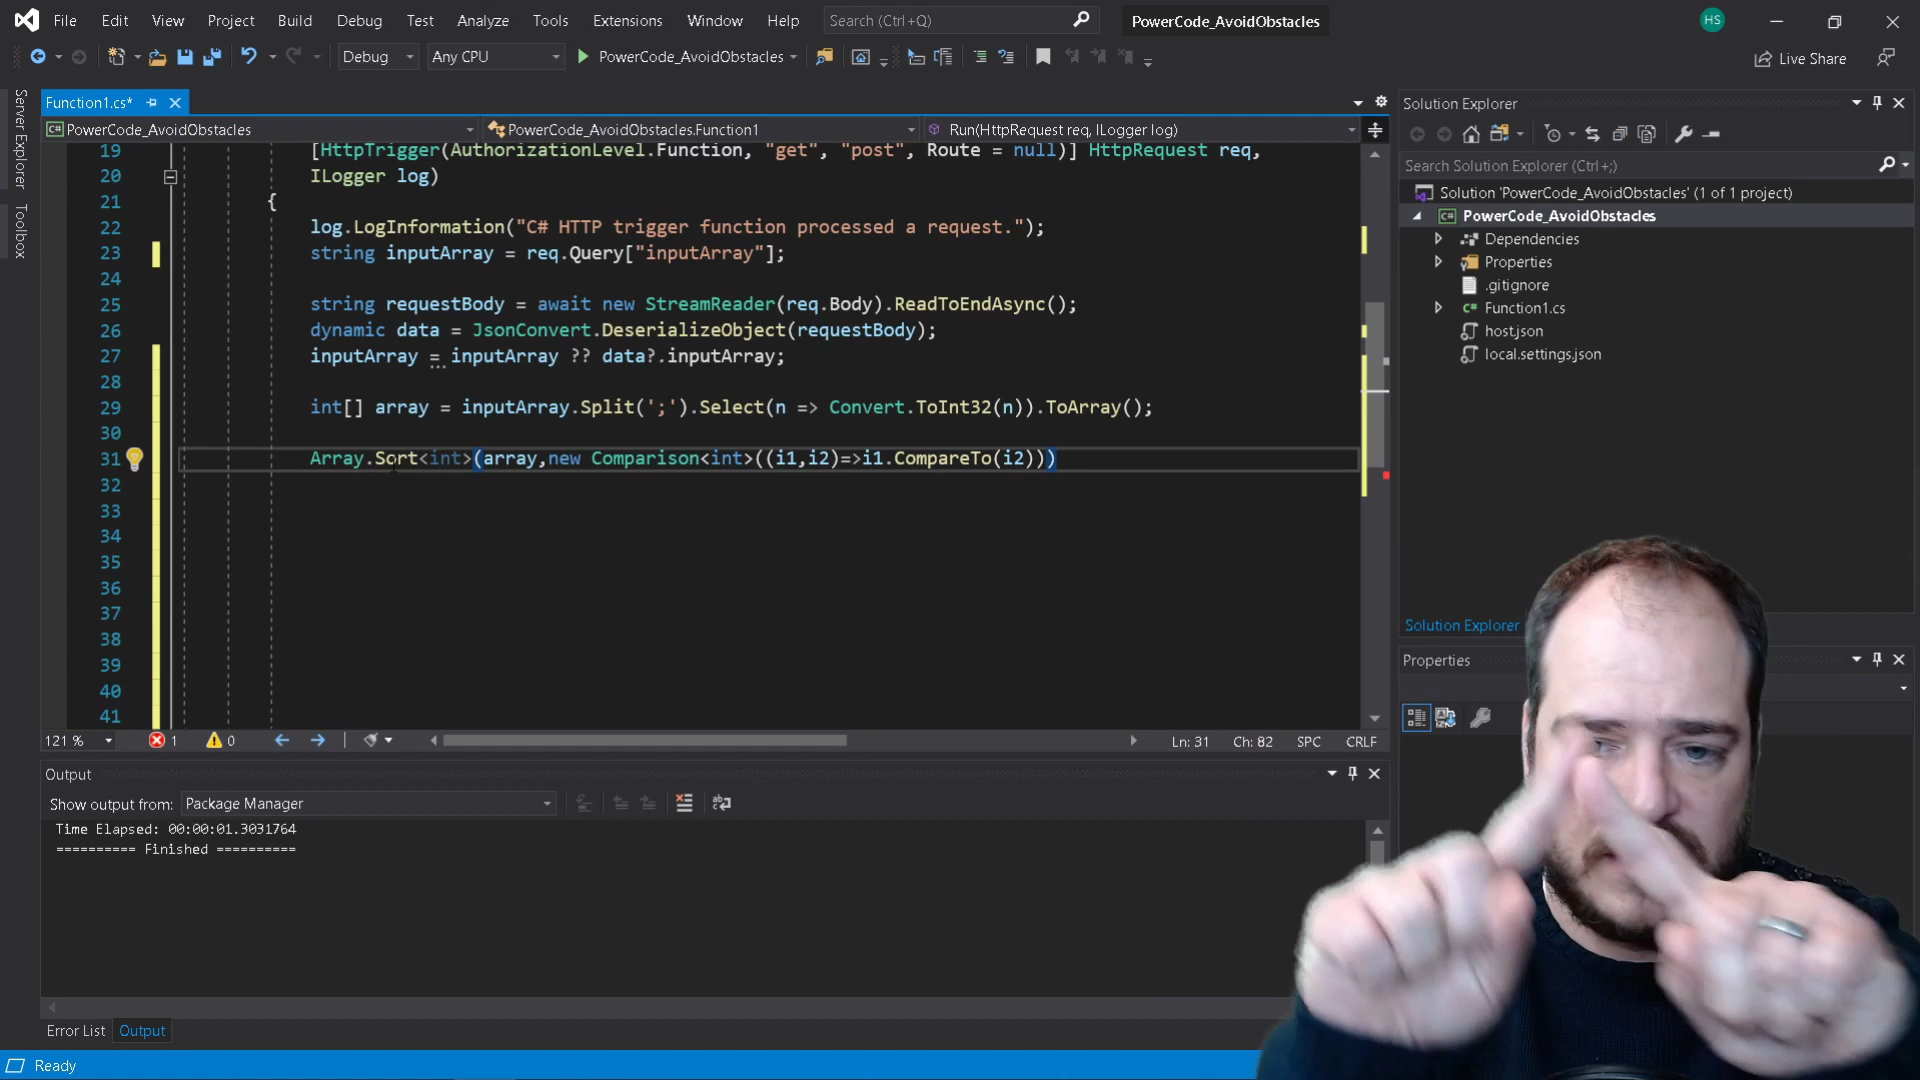 File Edit View Project Build Debug Test Analyze Tools Extensions Window Help Search (Ctrl+Q) PowerCode_AvoidObstacles HS
Debug Any CPU PowerCode_AvoidObstacles Live Share
Server Explorer
Toolbox
Function1.cs*
PowerCode_AvoidObstacles PowerCode_AvoidObstacles.Function1 Run(HttpRequest req, ILogger log)
19 [HttpTrigger(AuthorizationLevel.Function, "get", "post", Route = null)] HttpRequest req,
20 ILogger log)
21 {
22 log.LogInformation("C# HTTP trigger function processed a request.");
23 string inputArray = req.Query["inputArray"];
24
25 string requestBody = await new StreamReader(req.Body).ReadToEndAsync();
26 dynamic data = JsonConvert.DeserializeObject(requestBody);
27 inputArray = inputArray ?? data?.inputArray;
28
29 int[] array = inputArray.Split(';').Select(n => Convert.ToInt32(n)).ToArray();
30
31 Array.Sort<int>(array,new Comparison<int>((i1,i2)=>i1.CompareTo(i2)))
32
33
34
35
36
37
38
39
40
41
121 % 1 0 Ln: 31 Ch: 82 SPC CRLF
Output
Show output from: Package Manager
Time Elapsed: 00:00:01.3031764
========== Finished ==========
Error List Output
Ready
Solution Explorer
Search Solution Explorer (Ctrl+;)
Solution 'PowerCode_AvoidObstacles' (1 of 1 project)
C# PowerCode_AvoidObstacles
Dependencies
Properties
.gitignore
C# Function1.cs
host.json
local.settings.json
Solution Explorer
Properties